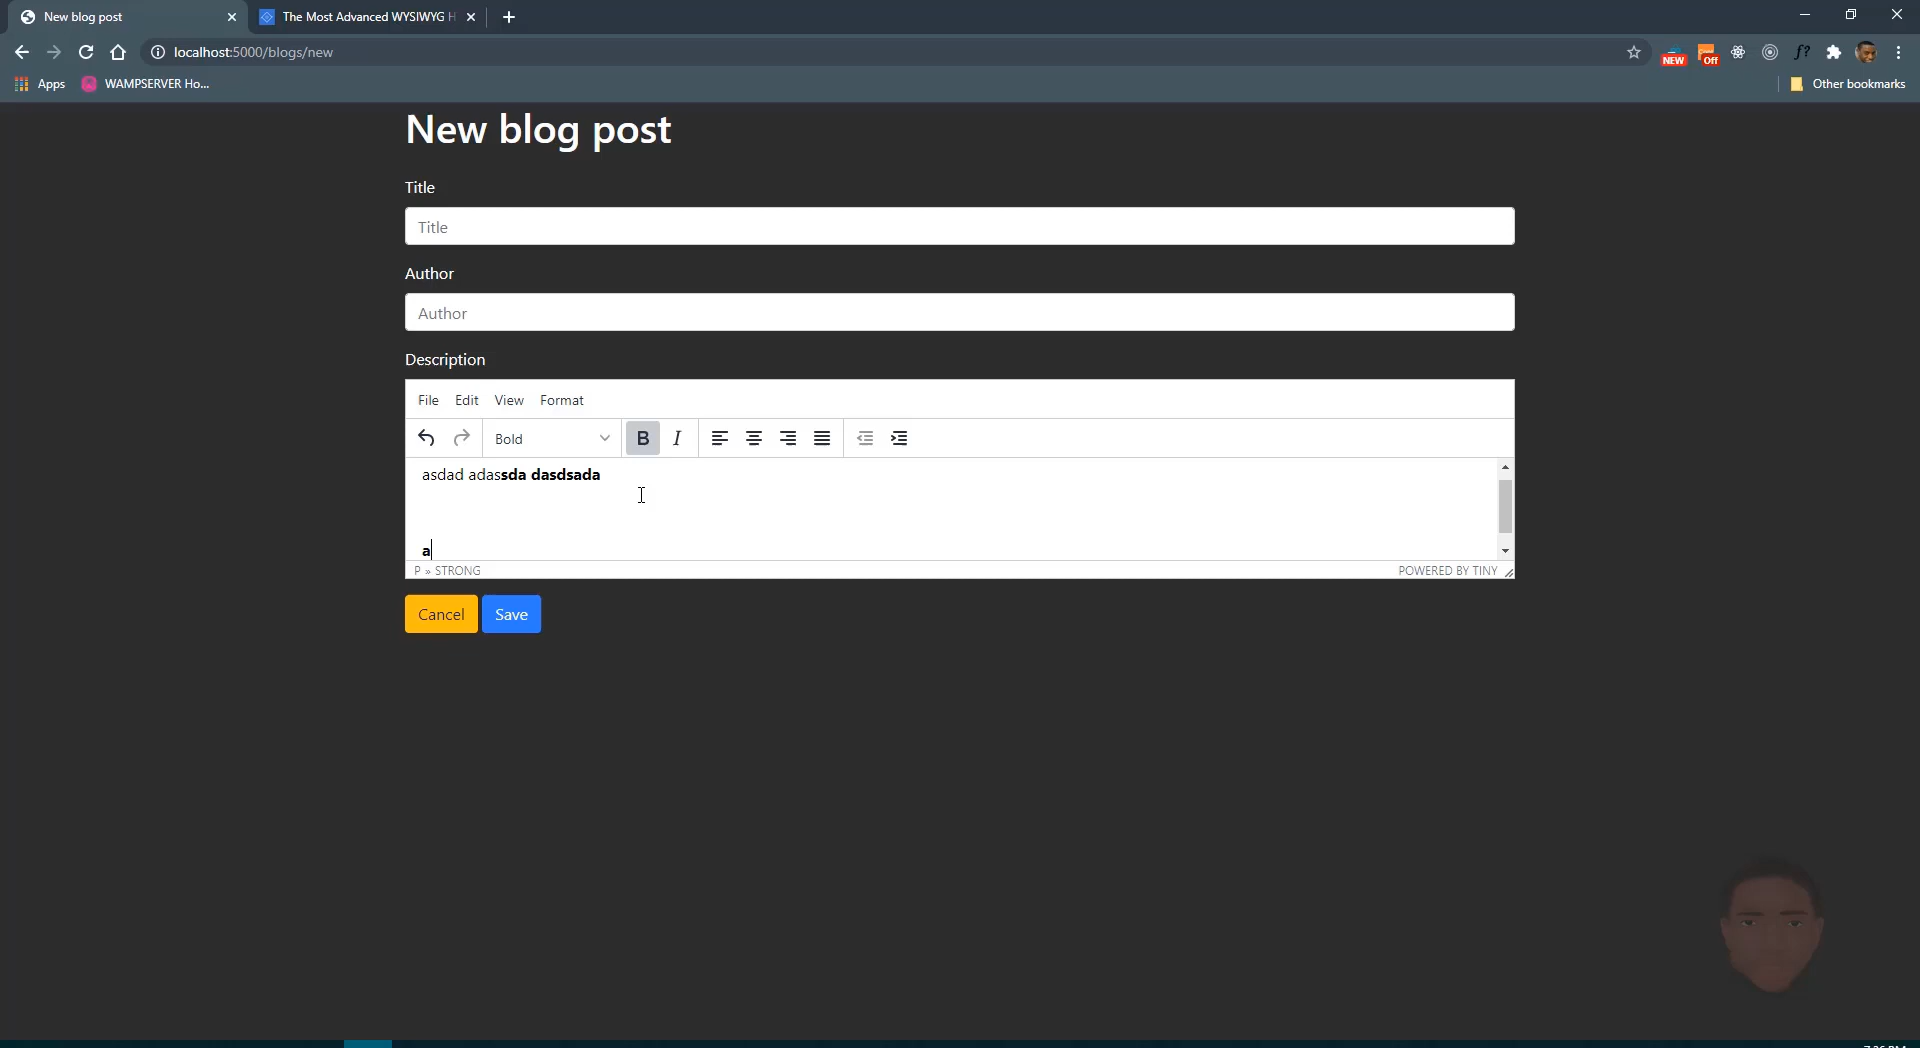 New blog post
The Most Advanced WYSIWYG H
localhost:5000/blogs/new
NEW
Off
f?
Apps
WAMPSERVER Ho...
Other bookmarks
New blog post
Title
Title
Author
Author
Description
File Edit View Format
Bold
B I
asdad adassda dasdsada
a
P » STRONG
POWERED BY TINY
Cancel Save